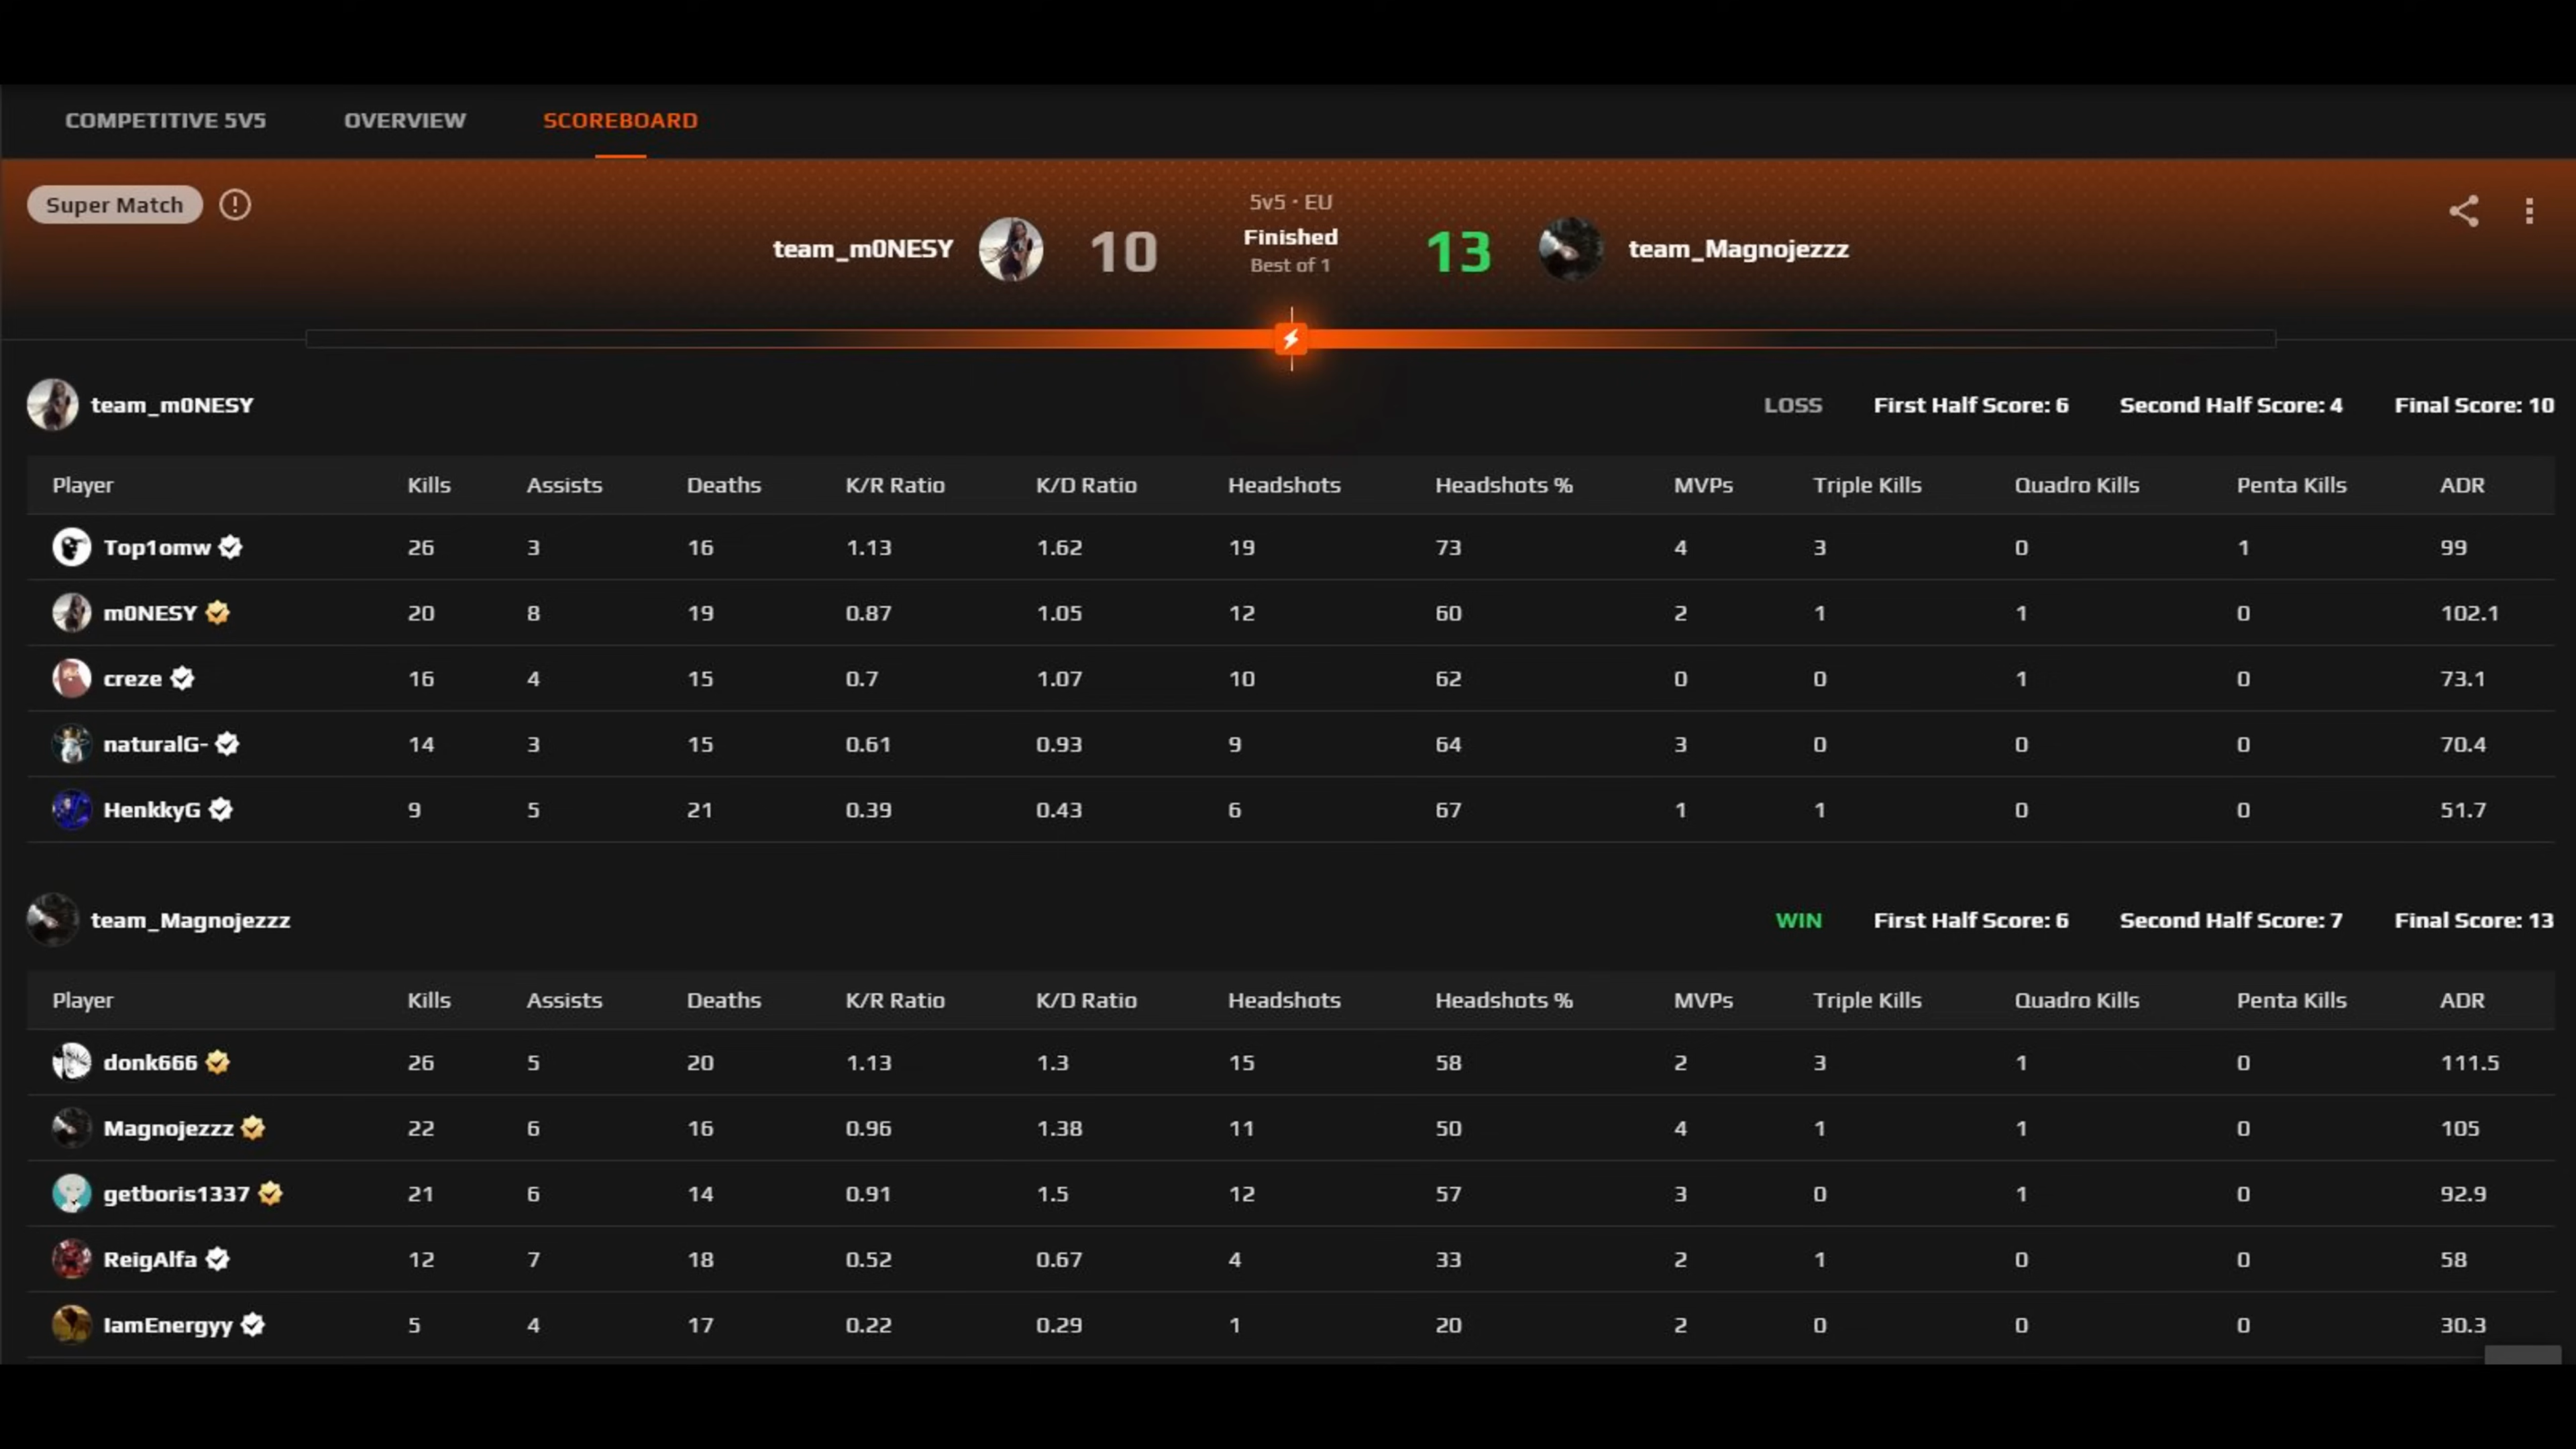 COMPETITIVE 5V5 OVERVIEW SCOREBOARD
Super Match
5v5 · EU
team_m0NESY 10 Finished 13 team_Magnojezzz
Best of 1
team_m0NESY LOSS First Half Score: 6 Second Half Score: 4 Final Score: 10
Player Kills Assists Deaths K/R Ratio K/D Ratio Headshots Headshots % MVPs Triple Kills Quadro Kills Penta Kills ADR
Top1omw 26 3 16 1.13 1.62 19 73 4 3 0 1 99
m0NESY 20 8 19 0.87 1.05 12 60 2 1 1 0 102.1
creze 16 4 15 0.7 1.07 10 62 0 0 1 0 73.1
naturalG- 14 3 15 0.61 0.93 9 64 3 0 0 0 70.4
HenkkyG 9 5 21 0.39 0.43 6 67 1 1 0 0 51.7
team_Magnojezzz WIN First Half Score: 6 Second Half Score: 7 Final Score: 13
Player Kills Assists Deaths K/R Ratio K/D Ratio Headshots Headshots % MVPs Triple Kills Quadro Kills Penta Kills ADR
donk666 26 5 20 1.13 1.3 15 58 2 3 1 0 111.5
Magnojezzz 22 6 16 0.96 1.38 11 50 4 1 1 0 105
getboris1337 21 6 14 0.91 1.5 12 57 3 0 1 0 92.9
ReigAlfa 12 7 18 0.52 0.67 4 33 2 1 0 0 58
IamEnergyy 5 4 17 0.22 0.29 1 20 2 0 0 0 30.3